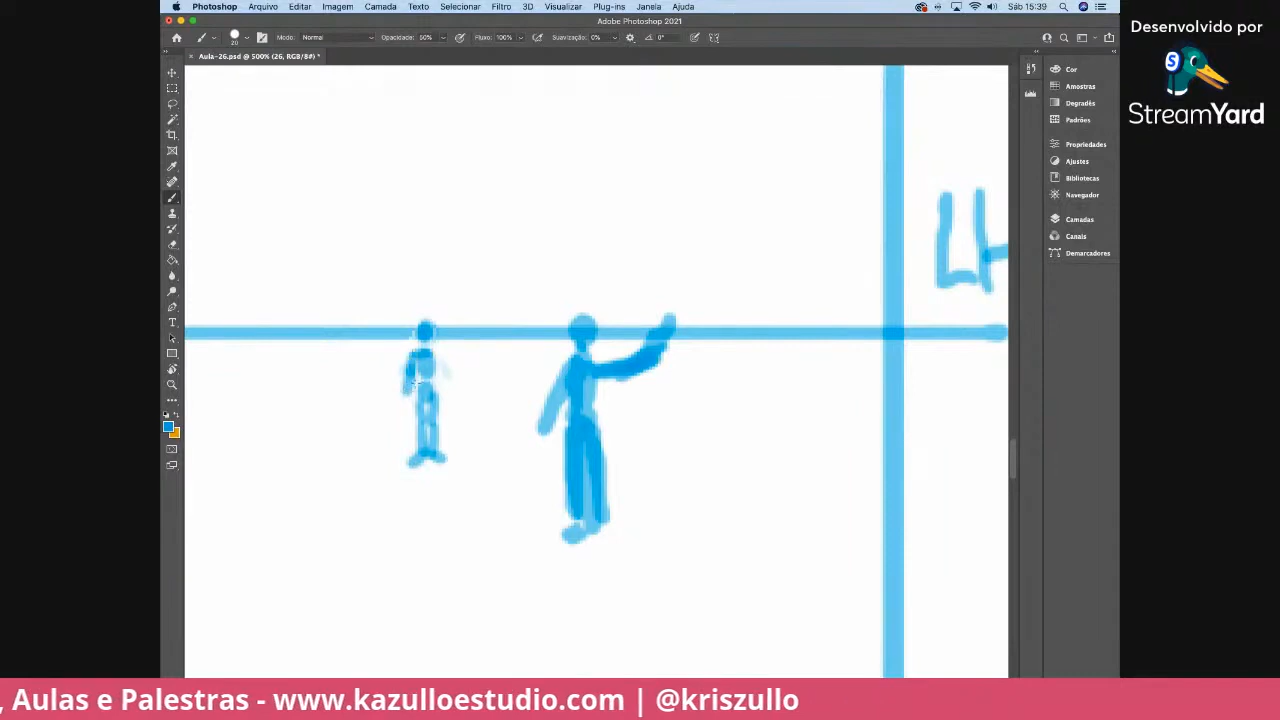 Photoshop Arquivo Editar Imagem Camada Texto Selecionar Filtro 3D Visualizar Plug-ins Janela Ajuda Sáb 15:39
Adobe Photoshop 2021
20 Modo: Normal Opacidade: 50% Fluxo: 100% Suavização: 0% 0°
Aula-26.psd @ 500% (26, RGB/8#) *
Cor
Amostras
Degradês
Padrões
Propriedades
Ajustes
Bibliotecas
Navegador
Camadas
Canais
Demarcadores
Desenvolvido por
S
StreamYard
, Aulas e Palestras - www.kazulloestudio.com | @kriszullo